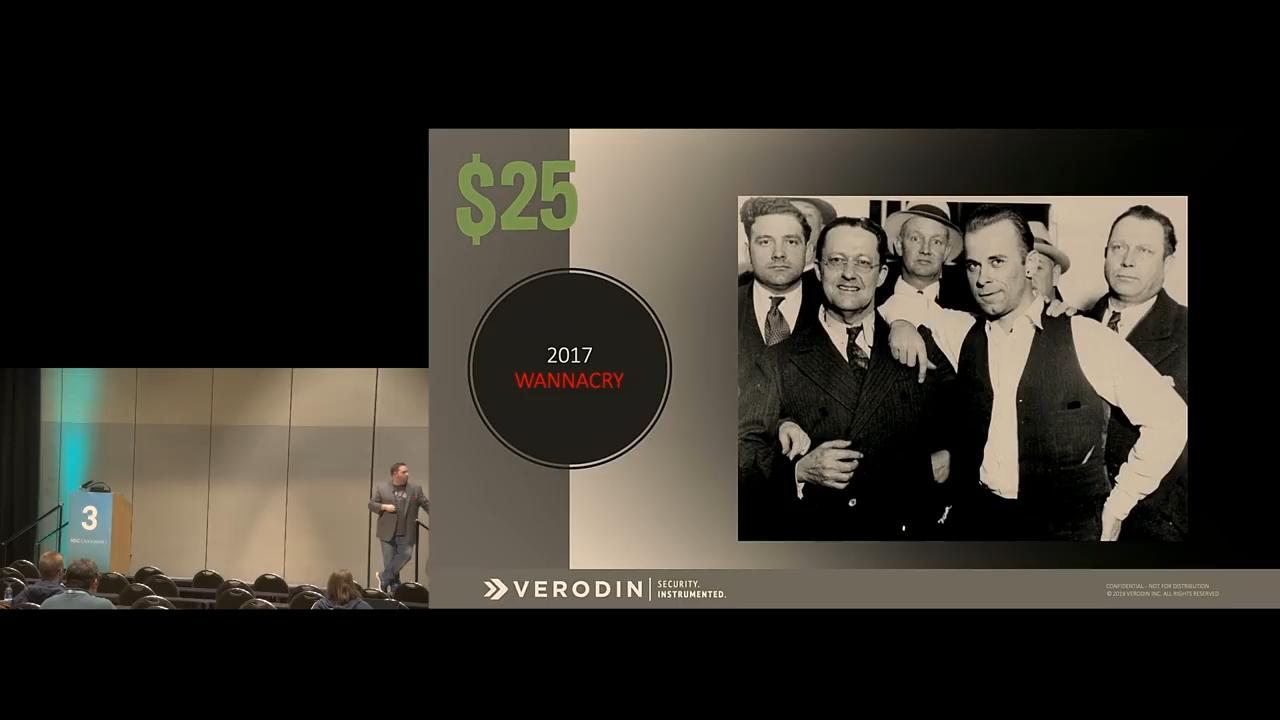 $25
2017
WANNACRY
VERODIN
SECURITY.
INSTRUMENTED.
CONFIDENTIAL - NOT FOR DISTRIBUTION
© 2019 VERODIN INC. ALL RIGHTS RESERVED
3